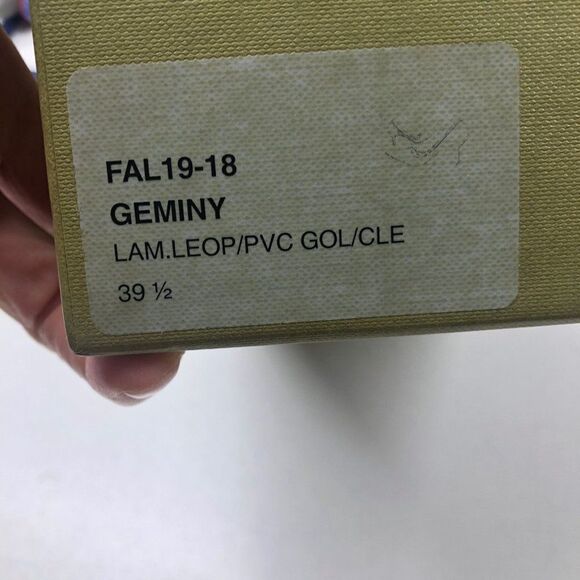 FAL19-18
GEMINY
LAM.LEOP/PVC GOL/CLE
39 ½